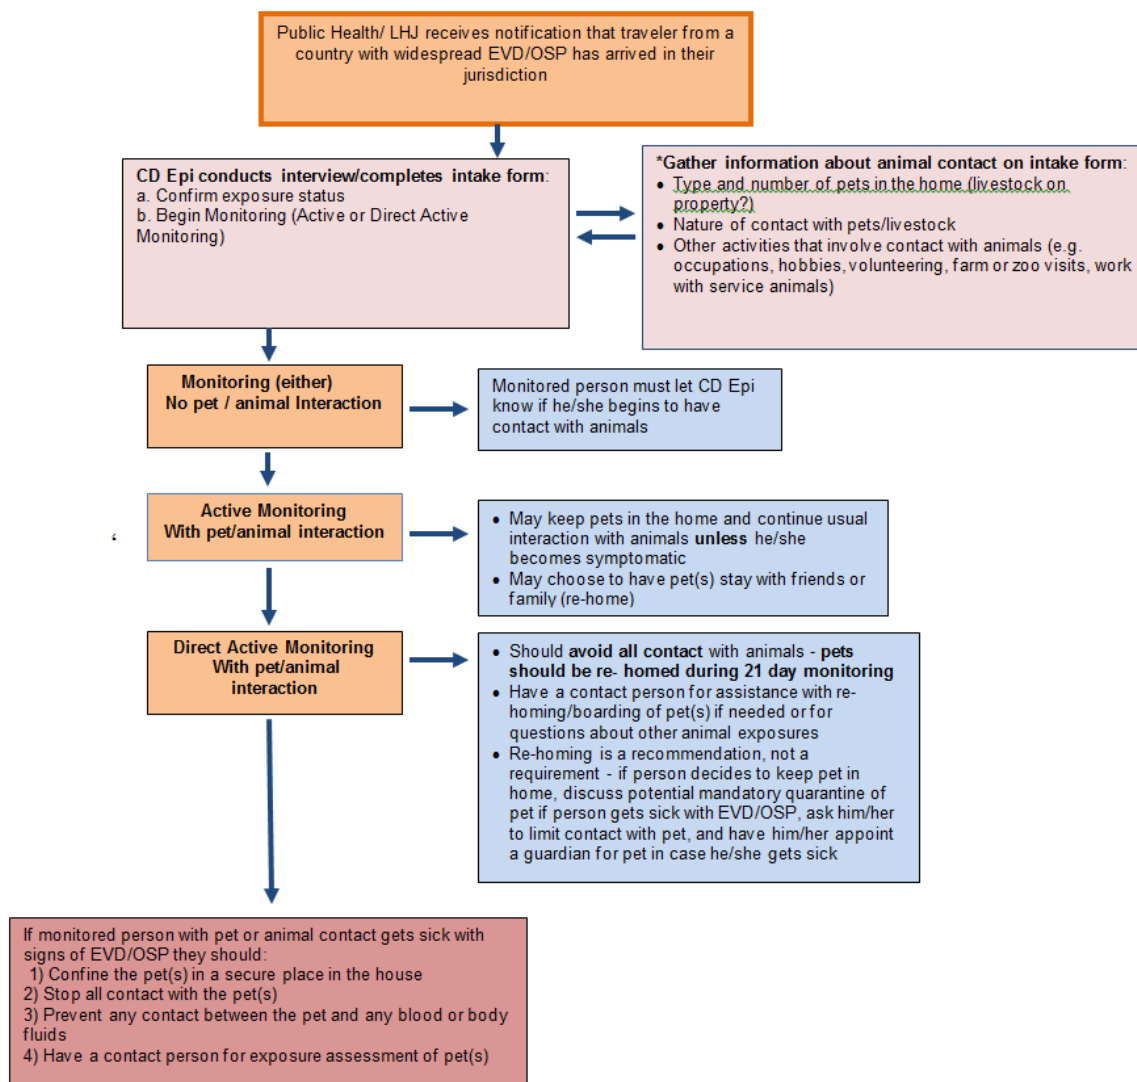 Public Health/ LHJ receives notification that traveler from a
country with widespread EVD/OSP has arrived in their
jurisdiction
CD Epi conducts interview/completes intake form:
a. Confirm exposure status
b. Begin Monitoring (Active or Direct Active
Monitoring)
*Gather information about animal contact on intake form:
• Type and number of pets in the home (livestock on
property?)
• Nature of contact with pets/livestock
• Other activities that involve contact with animals (e.g.
occupations, hobbies, volunteering, farm or zoo visits, work
with service animals)
Monitoring (either)
No pet / animal Interaction
Monitored person must let CD Epi
know if he/she begins to have
contact with animals
Active Monitoring
With pet/animal interaction
• May keep pets in the home and continue usual
interaction with animals unless he/she
becomes symptomatic
• May choose to have pet(s) stay with friends or
family (re-home)
Direct Active Monitoring
With pet/animal
interaction
• Should avoid all contact with animals - pets
should be re- homed during 21 day monitoring
• Have a contact person for assistance with re-
homing/boarding of pet(s) if needed or for
questions about other animal exposures
• Re-homing is a recommendation, not a
requirement - if person decides to keep pet in
home, discuss potential mandatory quarantine of
pet if person gets sick with EVD/OSP, ask him/her
to limit contact with pet, and have him/her appoint
a guardian for pet in case he/she gets sick
If monitored person with pet or animal contact gets sick with
signs of EVD/OSP they should:
1) Confine the pet(s) in a secure place in the house
2) Stop all contact with the pet(s)
3) Prevent any contact between the pet and any blood or body
fluids
4) Have a contact person for exposure assessment of pet(s)